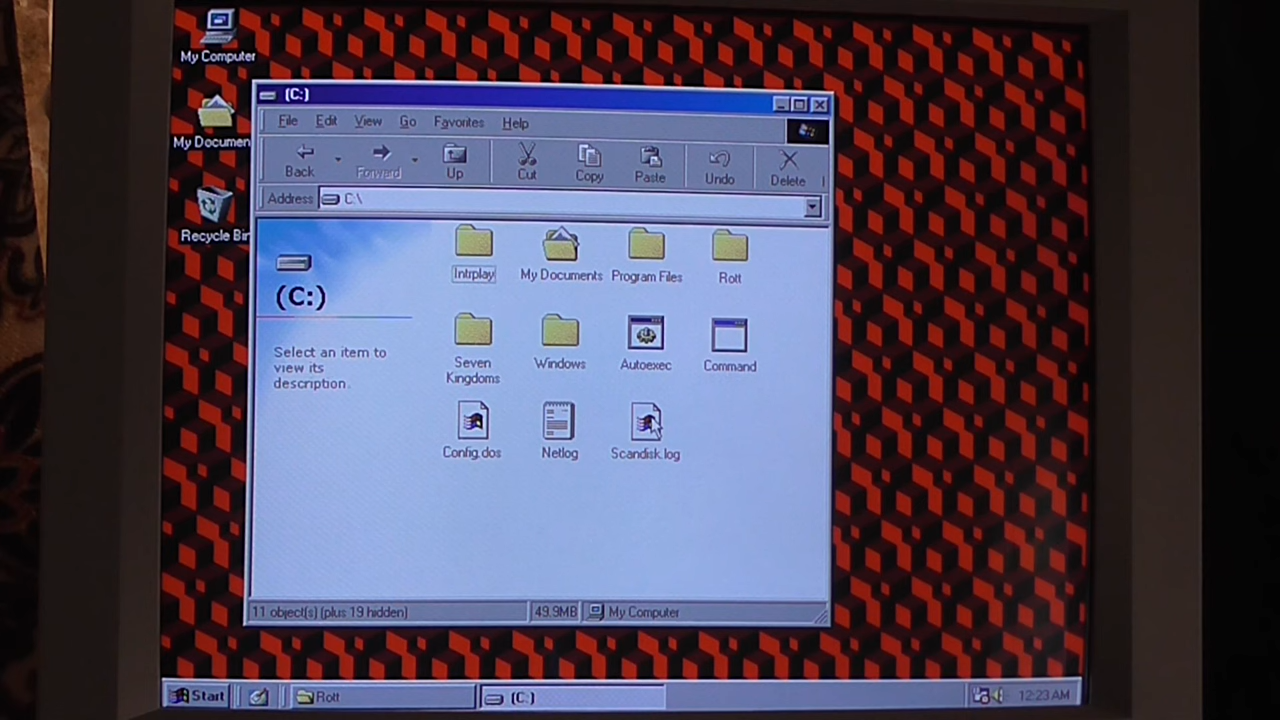 My Computer
My Documen
Recycle Bin
(C:)
File Edit View Go Favorites Help
Back Forward Up Cut Copy Paste Undo Delete
Address C:\
(C:)
Select an item to
view its
description.
Intrplay My Documents Program Files Rott
Seven
Kingdoms
Windows Autoexec Command
Config.dos Netlog Scandisk.log
11 object(s) (plus 19 hidden) 49.9MB My Computer
Start Rott (C:) 12:23 AM